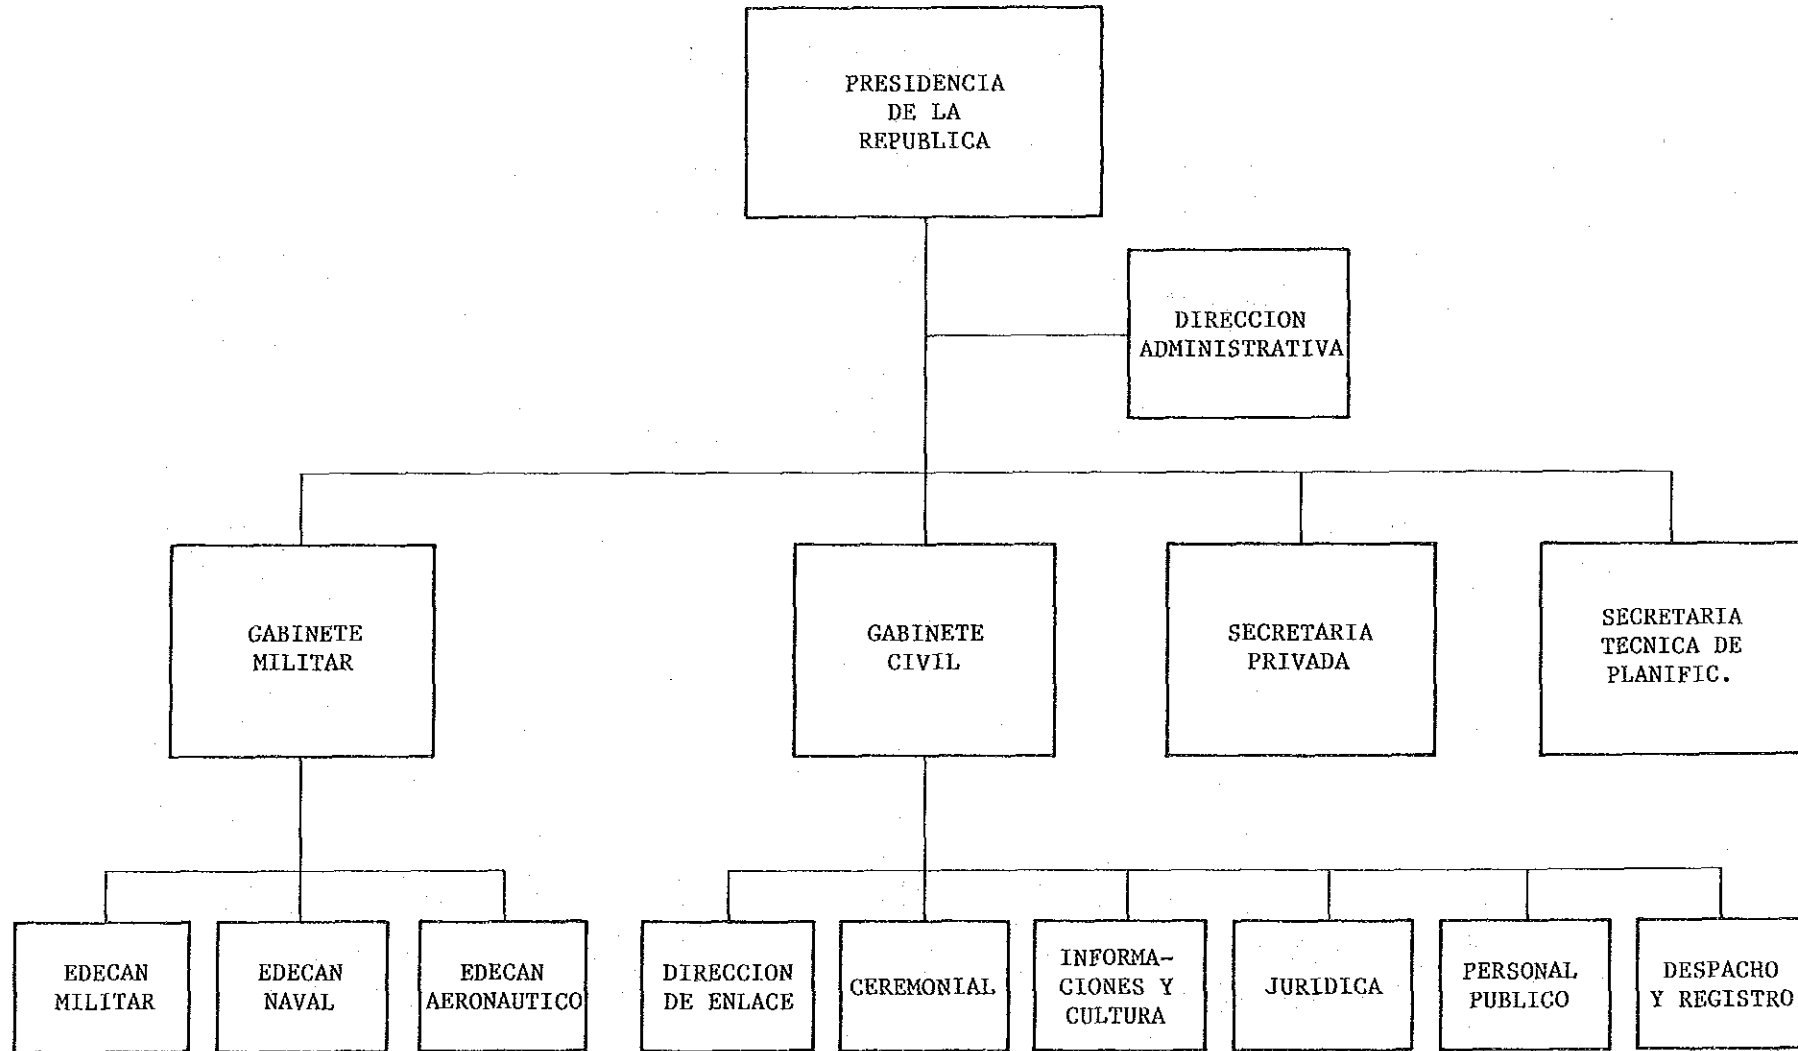 PRESIDENCIA
DE LA
REPUBLICA
DIRECCION
ADMINISTRATIVA
GABINETE
MILITAR
GABINETE
CIVIL
SECRETARIA
PRIVADA
SECRETARIA
TECNICA DE
PLANIFIC.
EDECAN
MILITAR
EDECAN
NAVAL
EDECAN
AERONAUTICO
DIRECCION
DE ENLACE
CEREMONIAL
INFORMA-
CIONES Y
CULTURA
JURIDICA
PERSONAL
PUBLICO
DESPACHO
Y REGISTRO